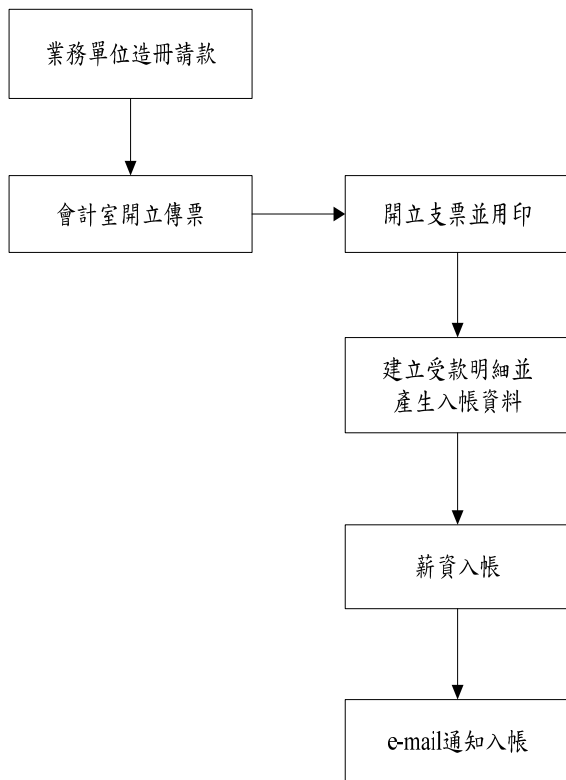 業務單位造冊請款
會計室開立傳票
開立支票並用印
建立受款明細並
產生入帳資料
薪資入帳
e-mail通知入帳